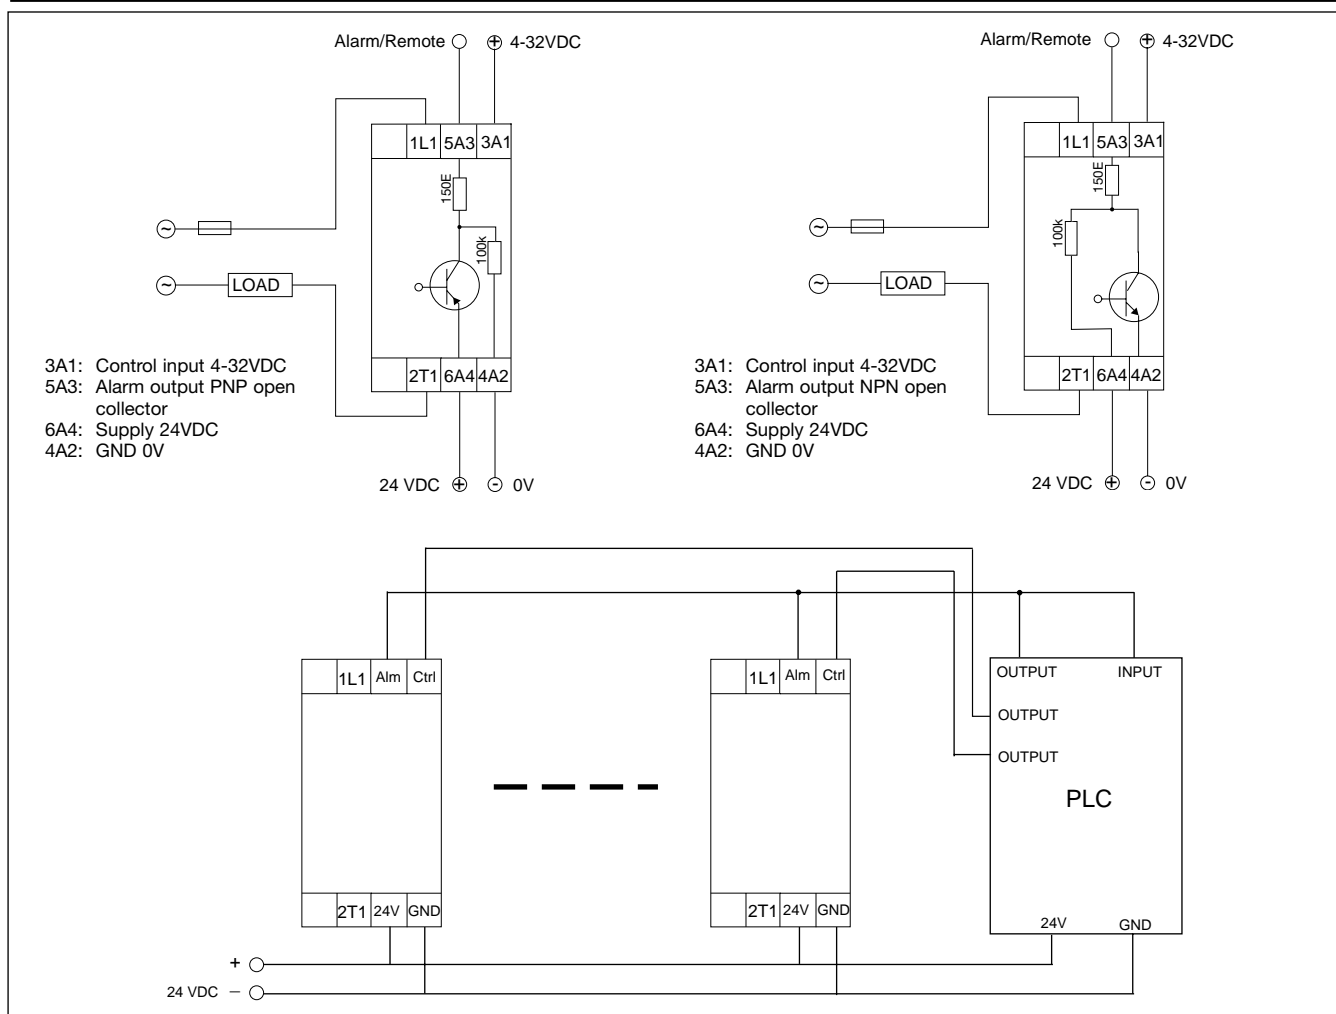 Alarm/Remote 4-32VDC
1L1 5A3 3A1
150E
100k
~
~ LOAD
2T1 6A4 4A2
3A1: Control input 4-32VDC
5A3: Alarm output PNP open
collector
6A4: Supply 24VDC
4A2: GND 0V
24 VDC + - 0V
Alarm/Remote + 4-32VDC
1L1 5A3 3A1
150E
100k
~
~ LOAD
2T1 6A4 4A2
3A1: Control input 4-32VDC
5A3: Alarm output NPN open
collector
6A4: Supply 24VDC
4A2: GND 0V
24 VDC + - 0V
1L1 Alm Ctrl
2T1 24V GND
1L1 Alm Ctrl
2T1 24V GND
OUTPUT INPUT
OUTPUT
OUTPUT
PLC
24V GND
+
24 VDC –